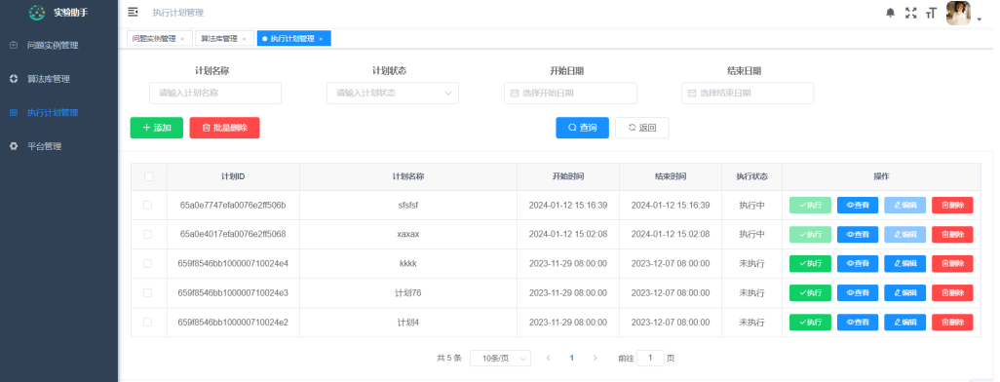 实验助手
执行计划管理
问题实例管理
算法库管理
执行计划管理
平台管理
问题实例管理 × 算法库管理 × 执行计划管理 ×
计划名称 计划状态 开始日期 结束日期
请输入计划名称 请输入计划状态 选择开始日期 选择结束日期
+ 添加 批量删除 查询 返回
计划ID 计划名称 开始时间 结束时间 执行状态 操作
65a0e7747efa0076e2ff506b sfsfsf 2024-01-12 15:16:39 2024-01-12 15:16:39 执行中 执行 查看 编辑 删除
65a0e4017efa0076e2ff5068 xaxax 2024-01-12 15:02:08 2024-01-12 15:02:08 执行中 执行 查看 编辑 删除
659f8546bb100000710024e4 kkkk 2023-11-29 08:00:00 2023-12-07 08:00:00 未执行 执行 查看 编辑 删除
659f8546bb100000710024e3 计划76 2023-11-29 08:00:00 2023-12-07 08:00:00 未执行 执行 查看 编辑 删除
659f8546bb100000710024e2 计划4 2023-11-29 08:00:00 2023-12-07 08:00:00 未执行 执行 查看 编辑 删除
共 5 条 10条/页 < 1 > 前往 1 页